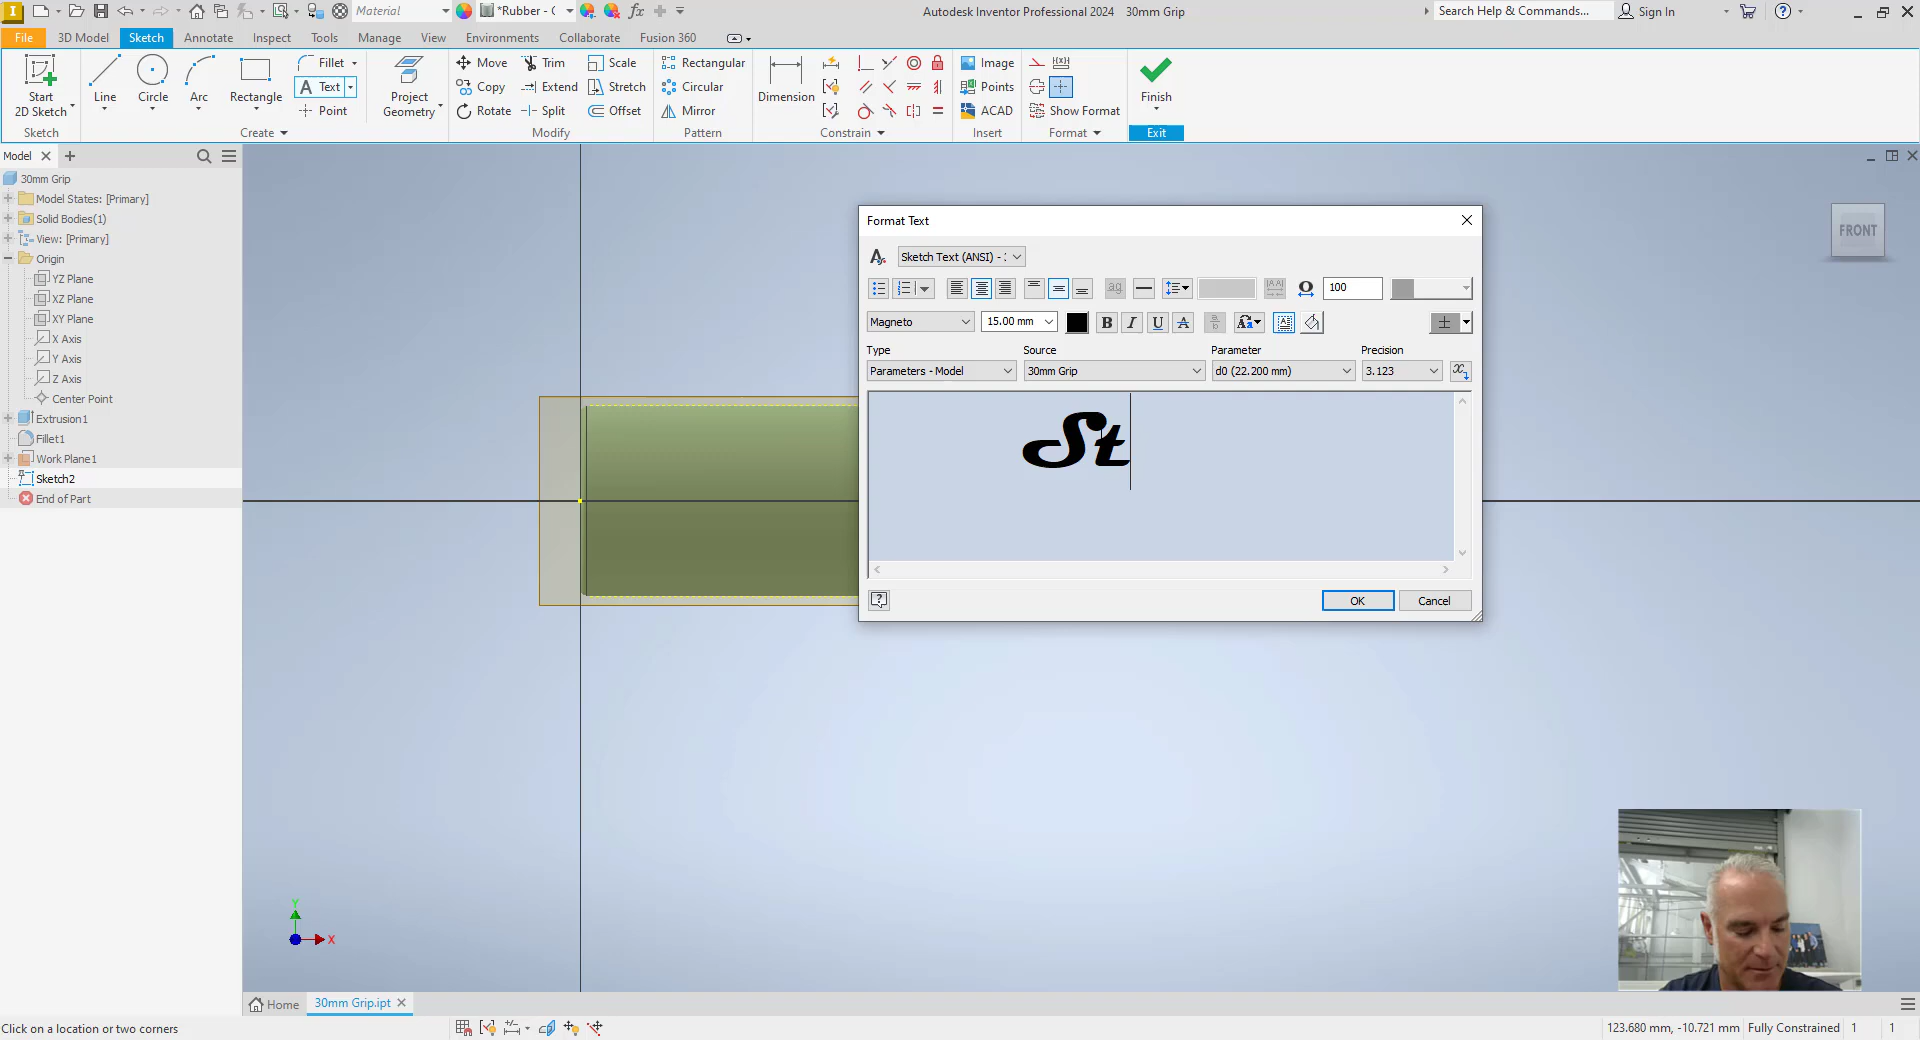 Material
*Rubber - (
Autodesk Inventor Professional 2024 30mm Grip
Search Help & Commands...
Sign In
File
3D Model
Sketch
Annotate
Inspect
Tools
Manage
View
Environments
Collaborate
Fusion 360
Start
2D Sketch
Line
Circle
Arc
Rectangle
Fillet
Text
Point
Project
Geometry
Move
Copy
Rotate
Trim
Extend
Split
Scale
Stretch
Offset
Rectangular
Circular
Mirror
Dimension
Image
Points
ACAD
Show Format
Finish
Sketch
Create
Modify
Pattern
Constrain
Insert
Format
Exit
Model
30mm Grip
Model States: [Primary]
Solid Bodies(1)
View: [Primary]
Origin
YZ Plane
XZ Plane
XY Plane
X Axis
Y Axis
Z Axis
Center Point
Extrusion1
Fillet1
Work Plane1
Sketch2
End of Part
FRONT
Format Text
Sketch Text (ANSI) - :
100
Magneto
15.00 mm
B I U A
Type
Source
Parameter
Precision
Parameters - Model
30mm Grip
d0 (22.200 mm)
3.123
St
OK
Cancel
Y
X
Home
30mm Grip.ipt
Click on a location or two corners
123.680 mm, -10.721 mm
Fully Constrained
1
1